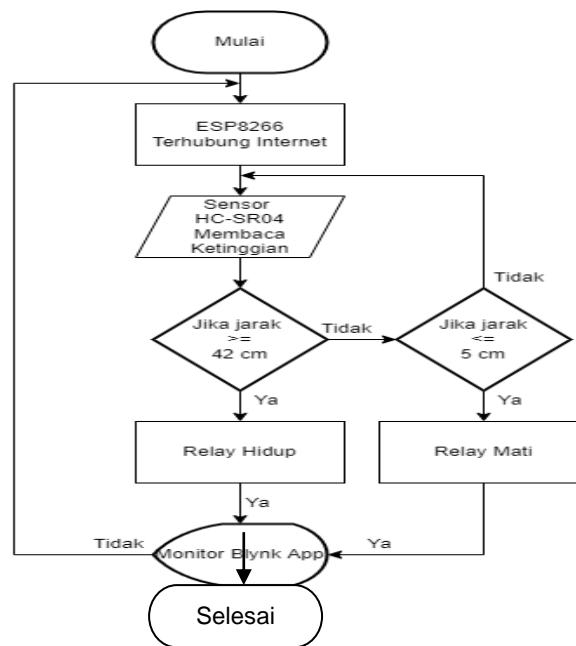 Mulai
ESP8266
Terhubung Internet
Sensor
HC-SR04
Membaca
Ketinggian
Tidak
Jika jarak
>=
42 cm
Tidak
Jika jarak
<=
5 cm
Ya
Ya
Relay Hidup
Relay Mati
Ya
Tidak
Monitor Blynk App
Ya
Selesai